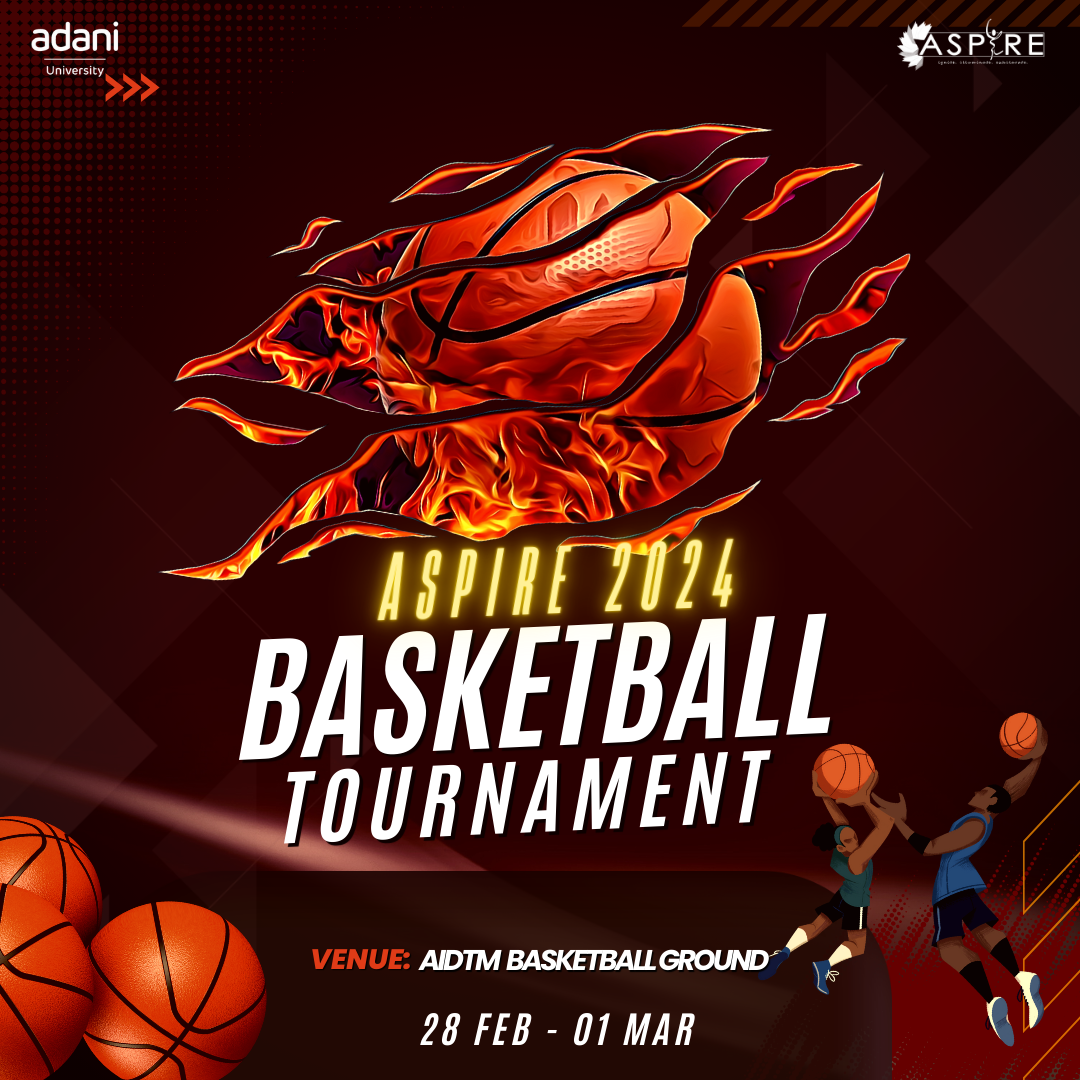 adani
University
ASPIRE
ASPIRE 2024
BASKETBALL
TOURNAMENT
VENUE: AIDTM BASKETBALL GROUND
28 FEB - 01 MAR